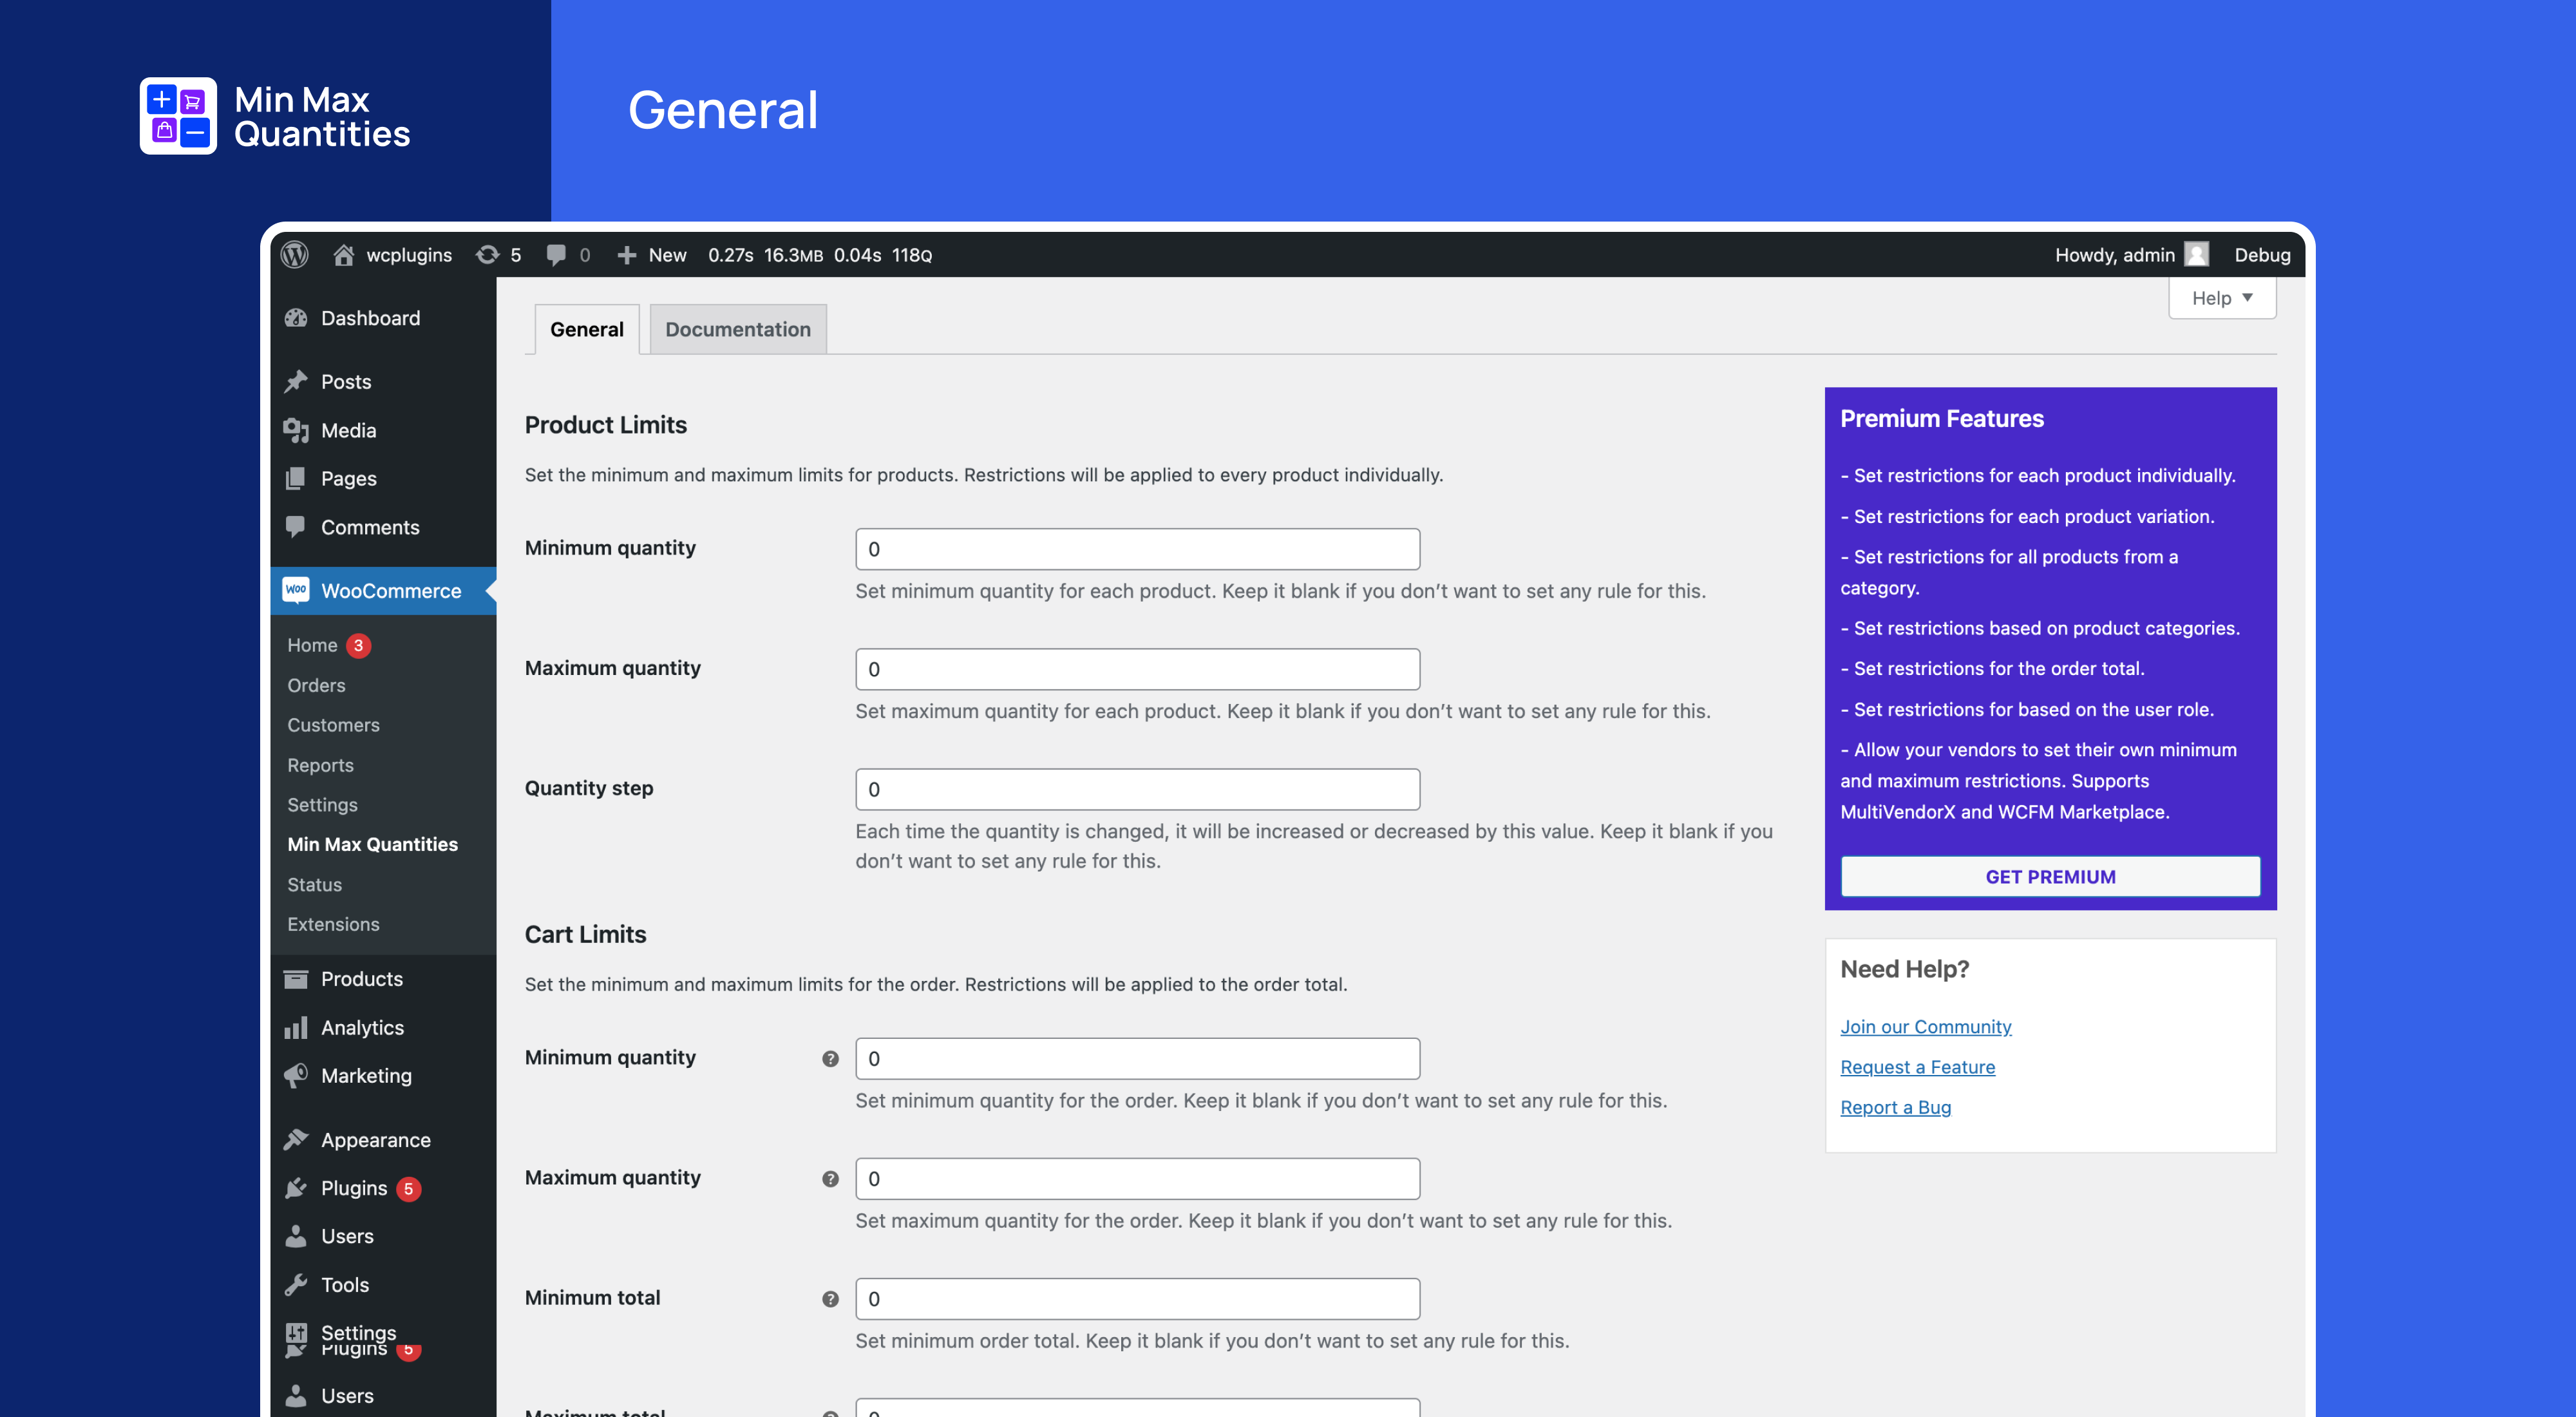 Min Max
Quantities
General
wcplugins 5 0 New 0.27s 16.3MB 0.04s 118Q
Howdy, admin Debug
Help
Dashboard
Posts
Media
Pages
Comments
Woo WooCommerce
Home 3
Orders
Customers
Reports
Settings
Min Max Quantities
Status
Extensions
Products
Analytics
Marketing
Appearance
Plugins 5
Users
Tools
Settings
Plugins 5
Users
General
Documentation
Product Limits
Set the minimum and maximum limits for products. Restrictions will be applied to every product individually.
Minimum quantity
0
Set minimum quantity for each product. Keep it blank if you don’t want to set any rule for this.
Maximum quantity
0
Set maximum quantity for each product. Keep it blank if you don’t want to set any rule for this.
Quantity step
0
Each time the quantity is changed, it will be increased or decreased by this value. Keep it blank if you
don’t want to set any rule for this.
Cart Limits
Set the minimum and maximum limits for the order. Restrictions will be applied to the order total.
Minimum quantity ?
0
Set minimum quantity for the order. Keep it blank if you don’t want to set any rule for this.
Maximum quantity ?
0
Set maximum quantity for the order. Keep it blank if you don’t want to set any rule for this.
Minimum total ?
0
Set minimum order total. Keep it blank if you don’t want to set any rule for this.
Maximum total
0
Premium Features
- Set restrictions for each product individually.
- Set restrictions for each product variation.
- Set restrictions for all products from a
category.
- Set restrictions based on product categories.
- Set restrictions for the order total.
- Set restrictions for based on the user role.
- Allow your vendors to set their own minimum
and maximum restrictions. Supports
MultiVendorX and WCFM Marketplace.
GET PREMIUM
Need Help?
Join our Community
Request a Feature
Report a Bug